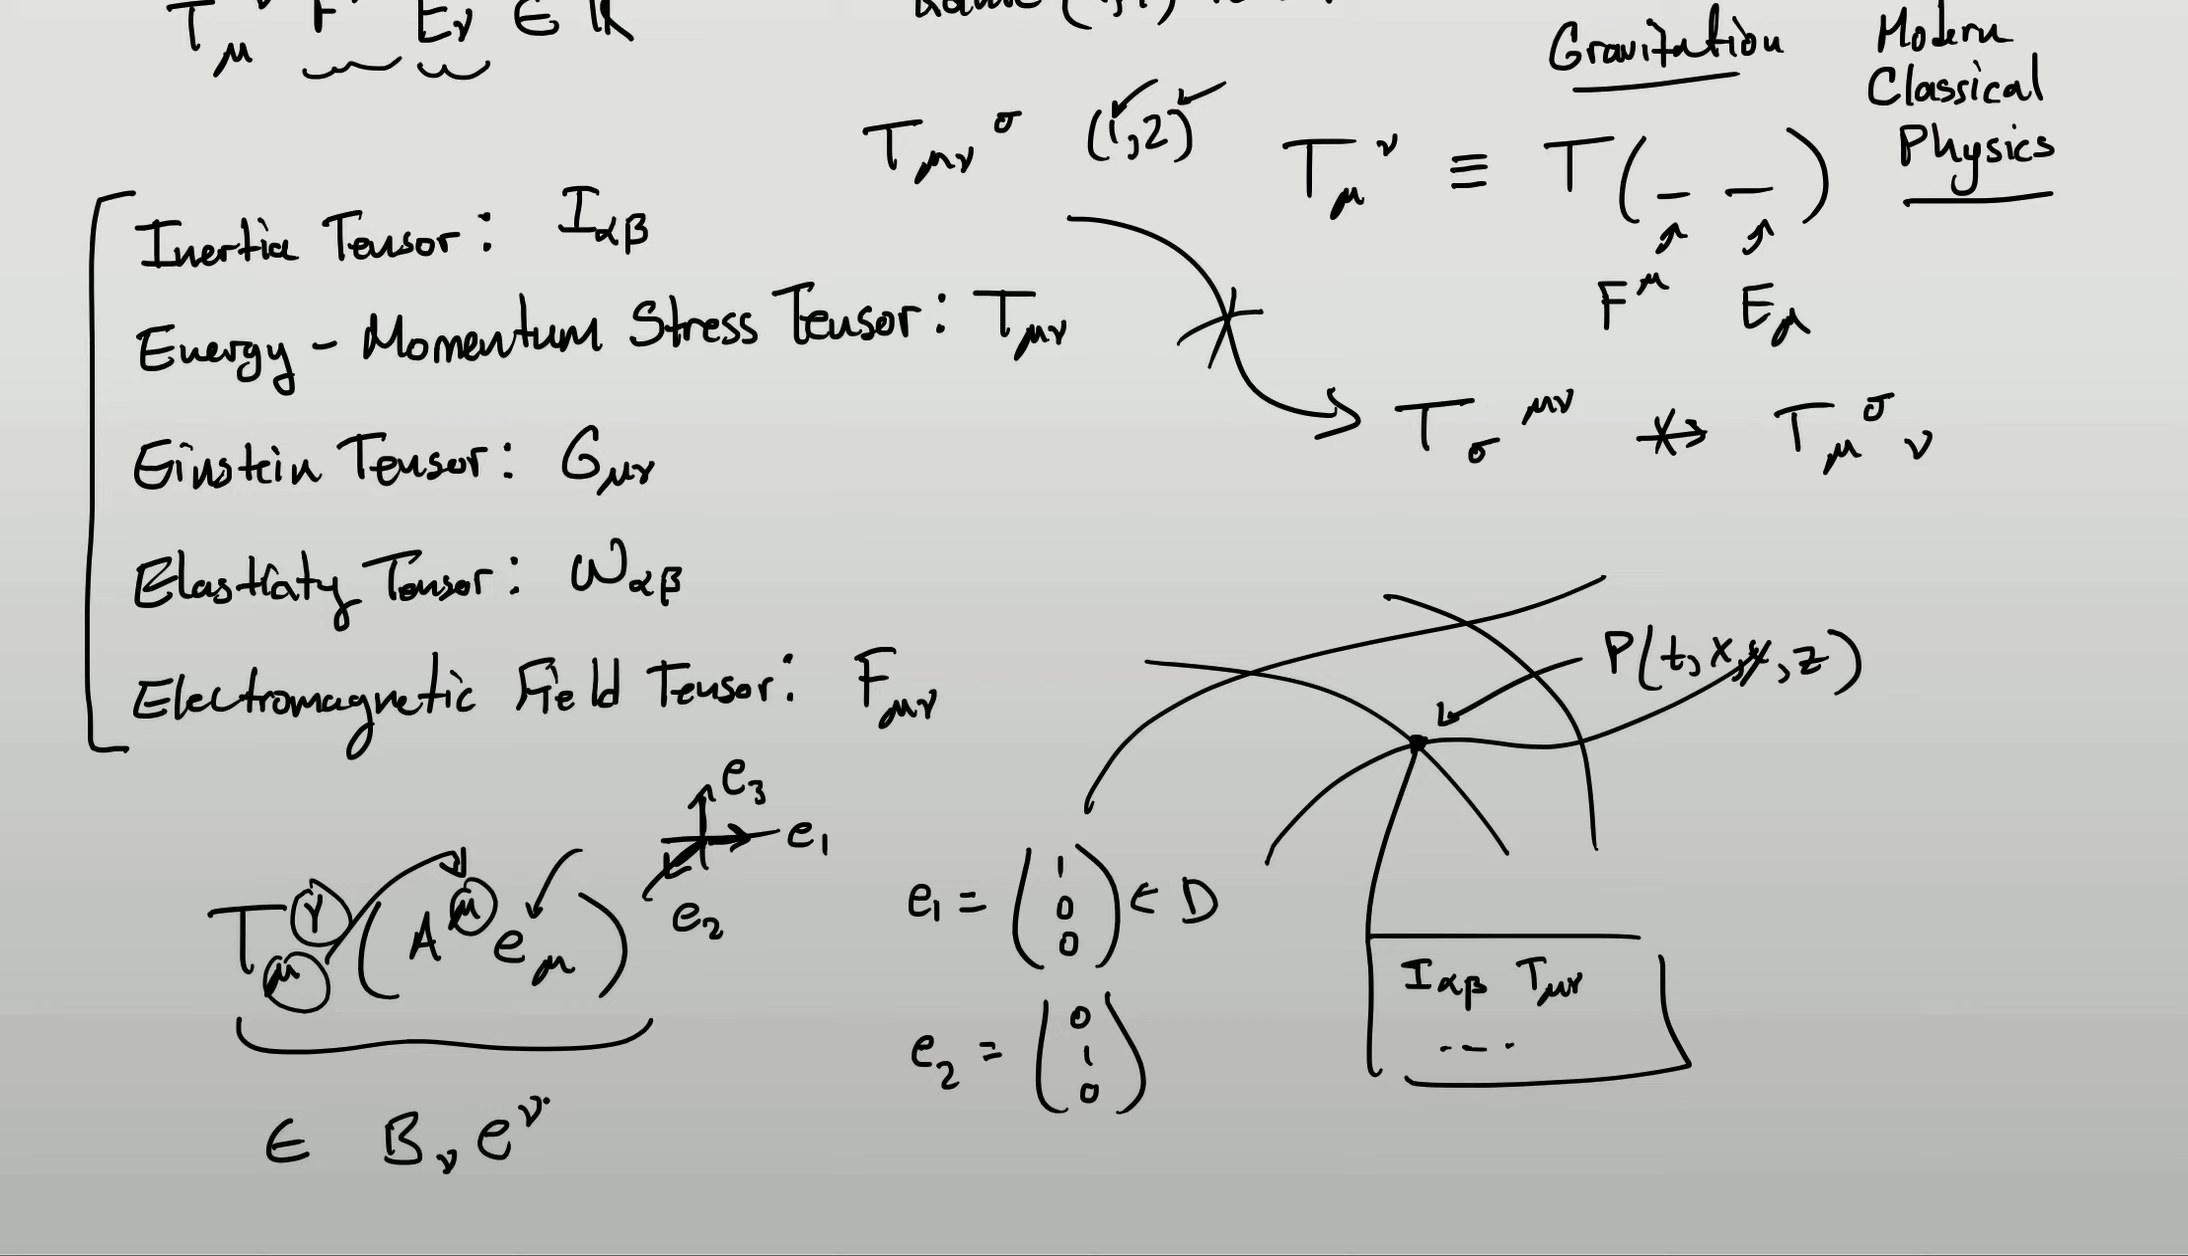 T_μ^ν F E_ν ∈ ℝ
Gravitation
Modern
Classical
Physics
T_μν^σ (1,2)
T_μ^ν ≡ T(_ _)
F^μ E_μ
Inertia Tensor: I_αβ
Energy - Momentum Stress Tensor: T_μν
Einstein Tensor: G_μν
Elasticity Tensor: ω_αβ
Electromagnetic Field Tensor: F_μν
T_σ^μν ↮ T_μ^σ_ν
P(t,x,y,z)
e_3
e_1
e_2
T_μ^γ (A^μ e_μ)
∈ B_ν e^ν
e_1 = (1 0 0) ∈ D
e_2 = (0 1 0)
I_αβ T_μν
....